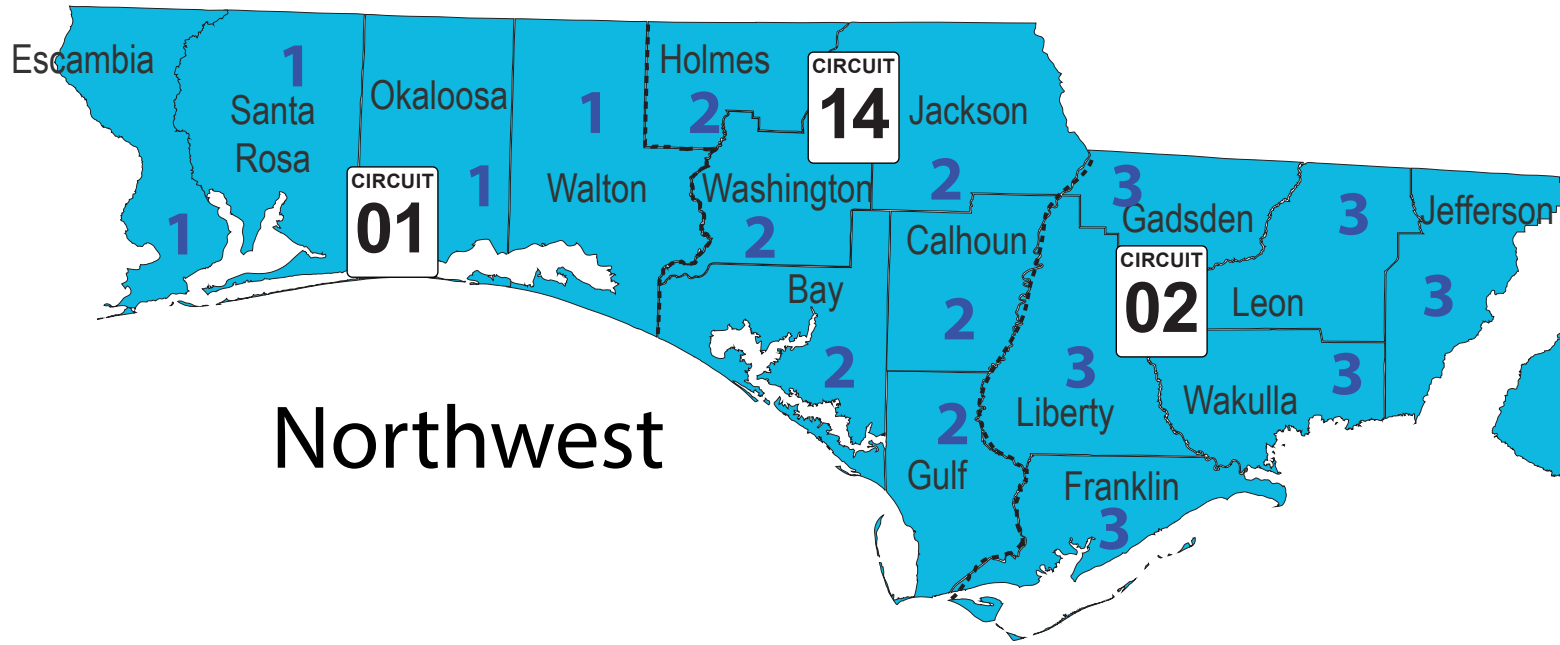 Escambia
1
Santa
Rosa
1
Okaloosa
CIRCUIT
01
1
1
Walton
Holmes
2
CIRCUIT
14
Jackson
2
Washington
2
Calhoun
2
Bay
2
2
Gulf
3
Gadsden
3
Jefferson
3
CIRCUIT
02
Leon
3
Liberty
3
Wakulla
Franklin
3
Northwest